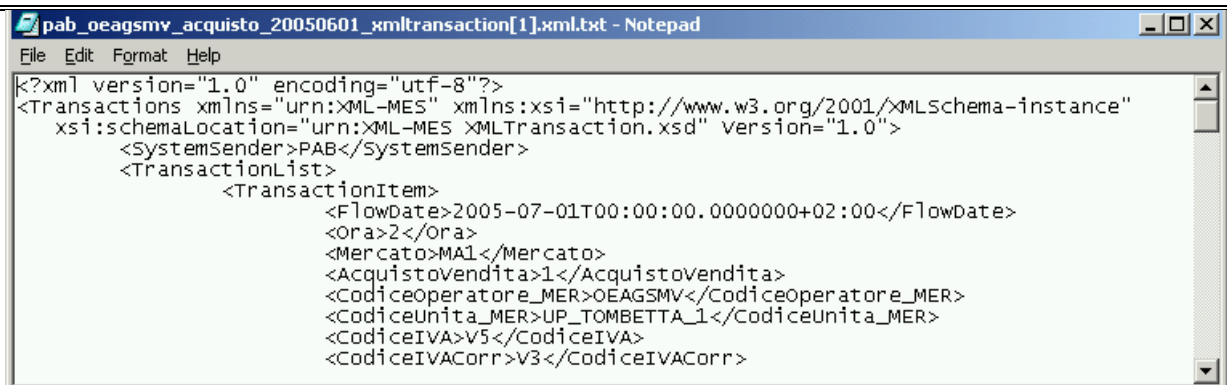 pab_oeagsmv_acquisto_20050601_xmltransaction[1].xml.txt - Notepad
File Edit Format Help
<?xml version="1.0" encoding="utf-8"?>
<Transactions xmlns="urn:XML-MES" xmlns:xsi="http://www.w3.org/2001/XMLSchema-instance"
xsi:schemaLocation="urn:XML-MES XMLTransaction.xsd" Version="1.0">
<SystemSender>PAB</SystemSender>
<TransactionList>
<TransactionItem>
<FlowDate>2005-07-01T00:00:00.0000000+02:00</FlowDate>
<Ora>2</Ora>
<Mercato>MA1</Mercato>
<AcquistoVendita>1</AcquistoVendita>
<CodiceOperatore_MER>OEAGSMV</CodiceOperatore_MER>
<CodiceUnita_MER>UP_TOMBETTA_1</CodiceUnita_MER>
<CodiceIVA>V5</CodiceIVA>
<CodiceIVACorr>V3</CodiceIVACorr>